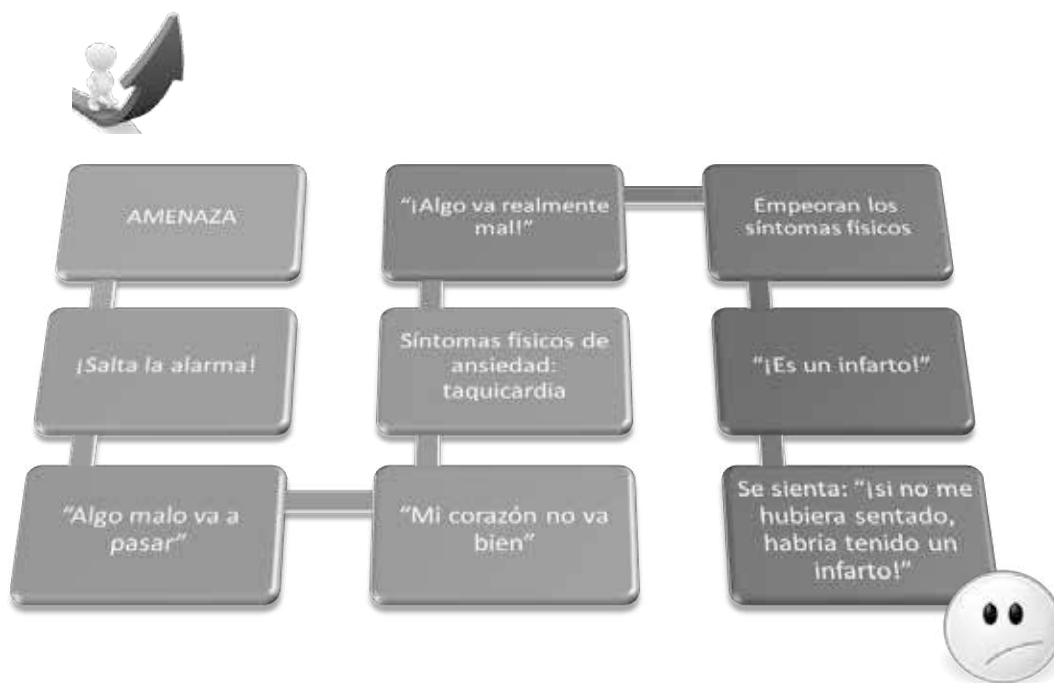 AMENAZA
¡Salta la alarma!
"Algo malo va a
pasar"
"Mi corazón no va
bien"
Síntomas físicos de
ansiedad:
taquicardia
"¡Algo va realmente
mal!"
Empeoran los
síntomas físicos
"¡Es un infarto!"
Se sienta: "¡si no me
hubiera sentado,
habría tenido un
infarto!"